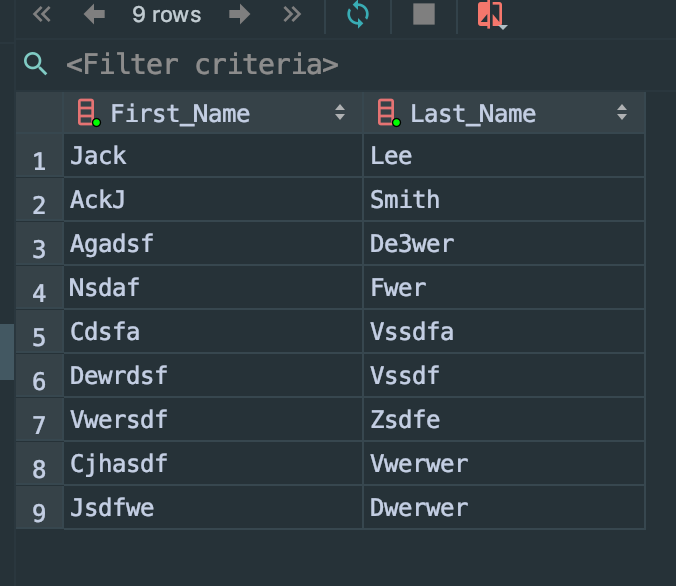 9 rows
<Filter criteria>
First_Name Last_Name
1 Jack Lee
2 AckJ Smith
3 Agadsf De3wer
4 Nsdaf Fwer
5 Cdsfa Vssdfa
6 Dewrdsf Vssdf
7 Vwersdf Zsdfe
8 Cjhasdf Vwerwer
9 Jsdfwe Dwerwer